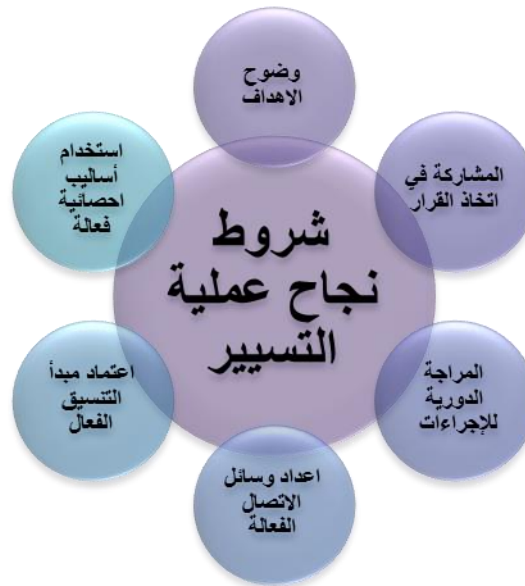 وضوح
الاهداف
المشاركة في
اتخاذ القرار
المراجة
الدورية
للإجراءات
اعداد وسائل
الاتصال
الفعالة
اعتماد مبدأ
التنسيق
الفعال
استخدام
أساليب
احصائية
فعالة
شروط
نجاح عملية
التسيير